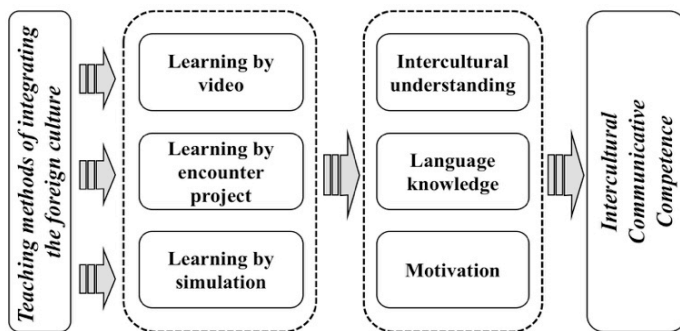 Teaching methods of integrating
the foreign culture
Learning by
video
Learning by
encounter
project
Learning by
simulation
Intercultural
understanding
Language
knowledge
Motivation
Intercultural
Communicative
Competence